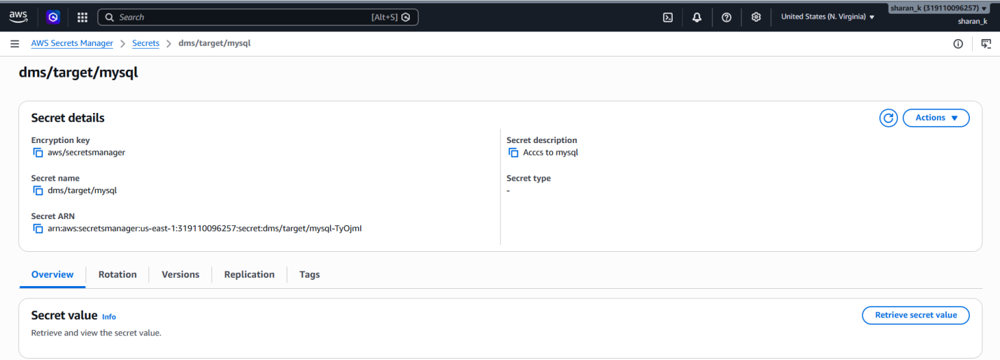 aws
Search [Alt+S]
United States (N. Virginia)
sharan_k (319110096257)
sharan_k
AWS Secrets Manager > Secrets > dms/target/mysql
dms/target/mysql
Secret details
Actions
Encryption key
aws/secretsmanager
Secret description
Acccs to mysql
Secret name
dms/target/mysql
Secret type
-
Secret ARN
arn:aws:secretsmanager:us-east-1:319110096257:secret:dms/target/mysql-TyOjmI
Overview Rotation Versions Replication Tags
Secret value Info
Retrieve secret value
Retrieve and view the secret value.